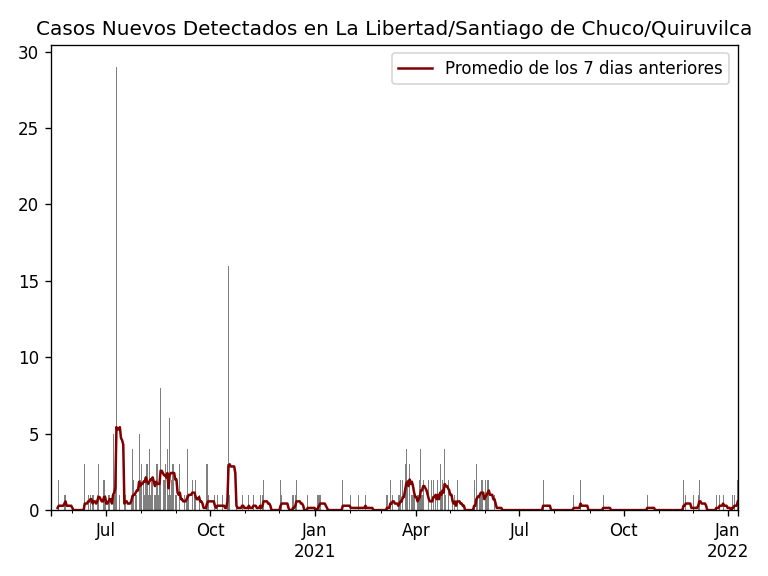 Casos Nuevos Detectados en La Libertad/Santiago de Chuco/Quiruvilca
Promedio de los 7 dias anteriores
30
25
20
15
10
5
0
Jul Oct Jan Apr Jul Oct Jan
2021 2022